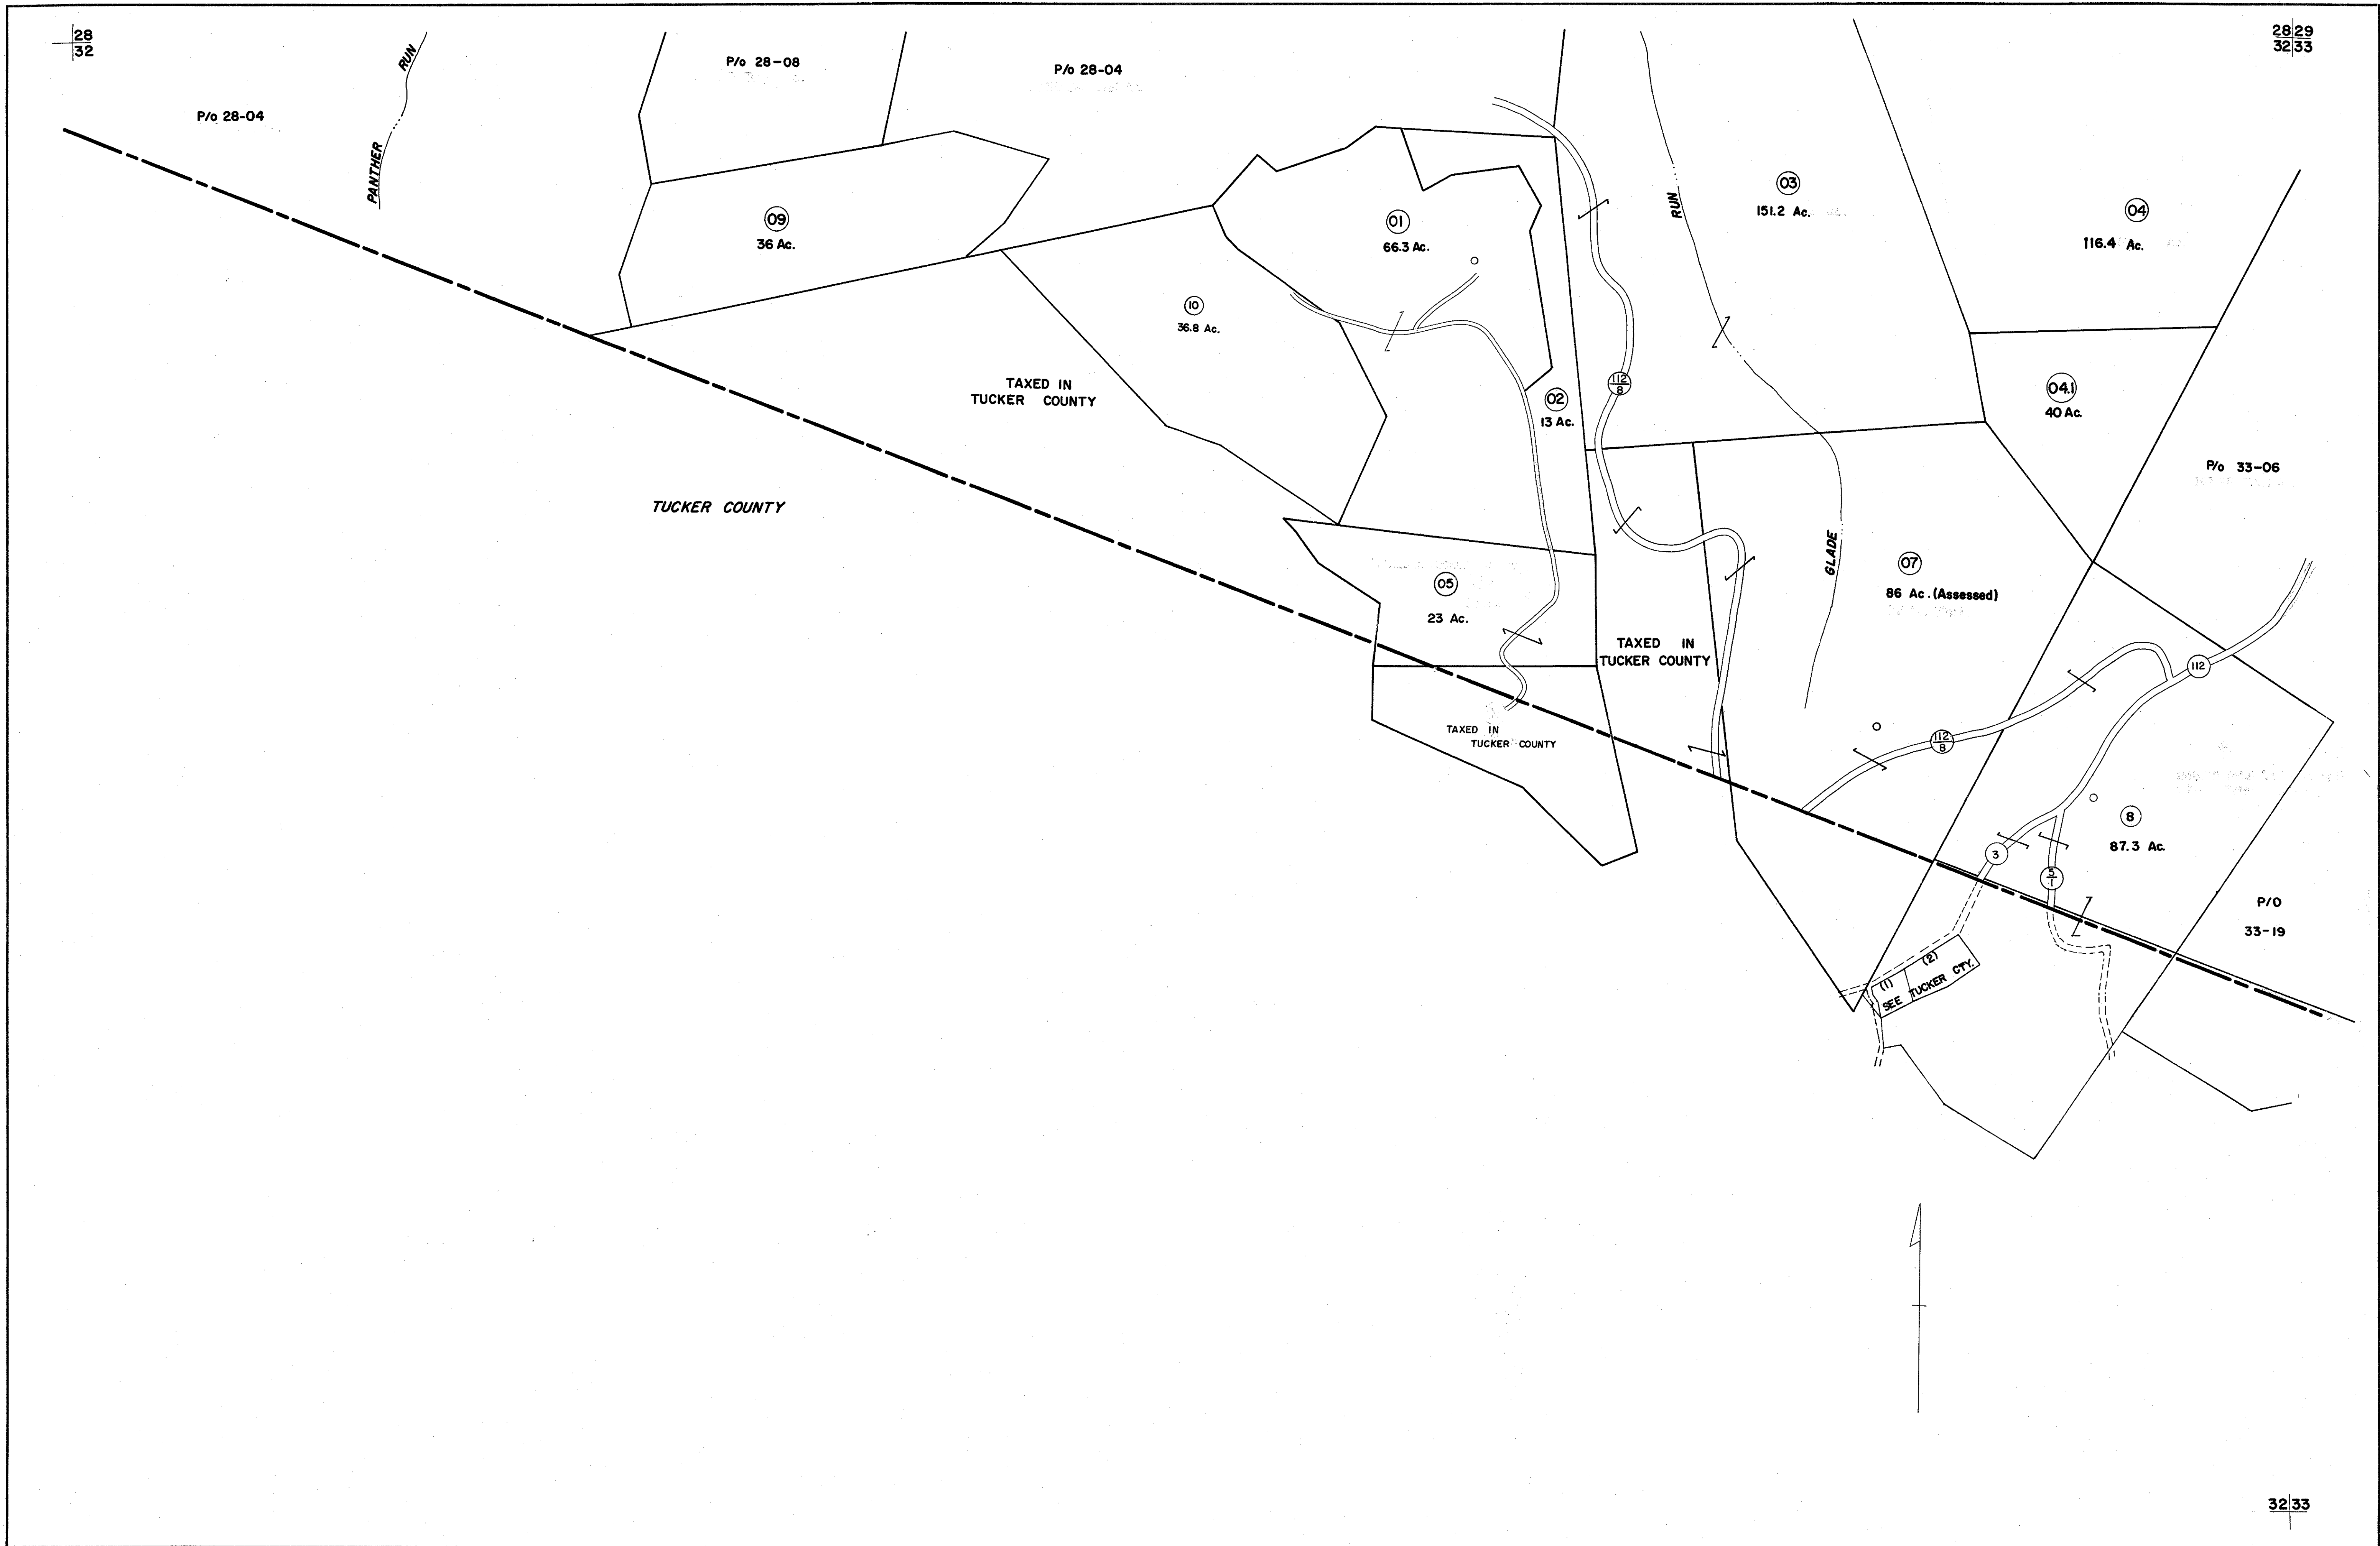 28
32
28 29
32 33
RUN
PANTHER
P/o 28-04
P/o 28-08
P/o 28-04
09
36 Ac.
01
66.3 Ac.
10
36.8 Ac.
RUN
GLADE
03
151.2 Ac.
04
116.4 Ac.
04.1
40 Ac.
112
8
02
13 Ac.
TAXED IN
TUCKER COUNTY
TUCKER COUNTY
P/o 33-06
05
23 Ac.
07
86 Ac. (Assessed)
TAXED IN
TUCKER COUNTY
112
TAXED IN
TUCKER COUNTY
112
8
8
87.3 Ac.
3
5
1
P/O
33-19
(1)
(2)
SEE TUCKER CTY.
32 33